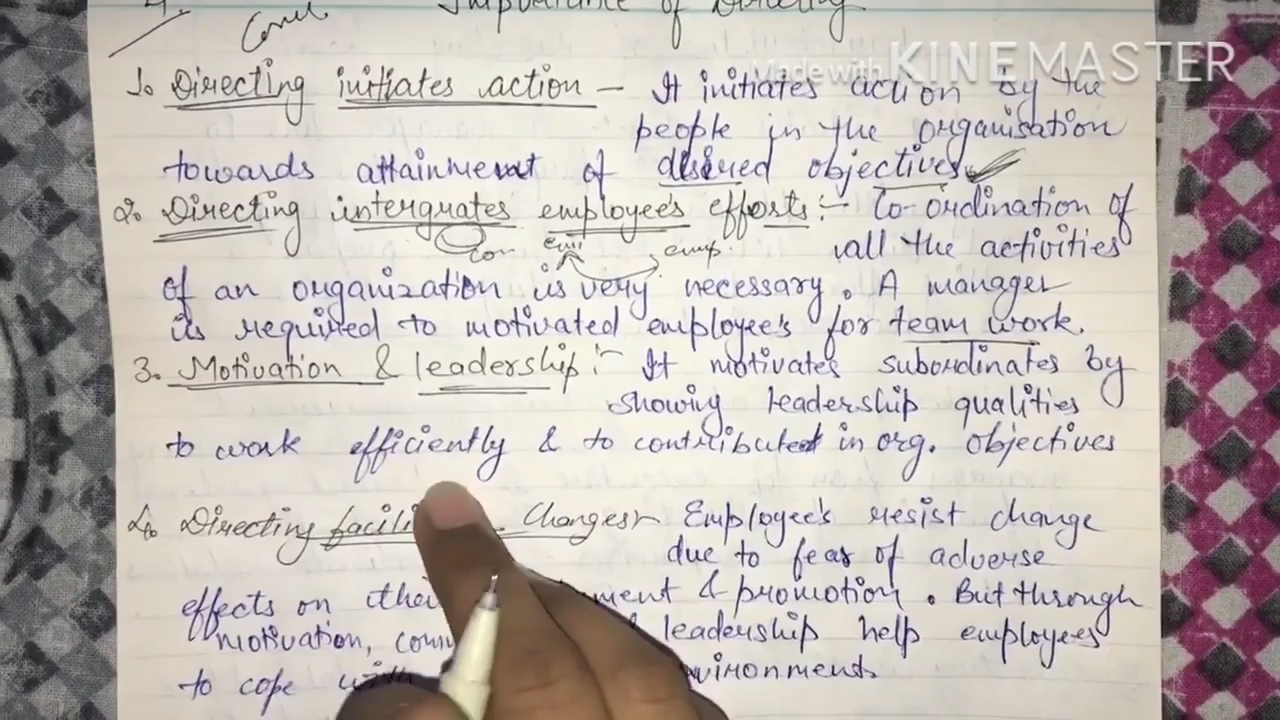 Importance of Directing
Made with KINEMASTER
1. Directing initiates action – It initiates action by the
people in the organisation
towards attainment of desired objectives
2. Directing intergrates employee's efforts :- Co-ordination of
all the activities
of an organization is very necessary. A manager
is required to motivated employee's for team work.
3. Motivation & leadership :- It motivates subordinates by
showing leadership qualities
to work efficiently & to contributed in org. objectives
4. Directing Changes- Employee's resist change
due to fear of adverse
effects on & promotion. But through
motivation, leadership help employees
to cope